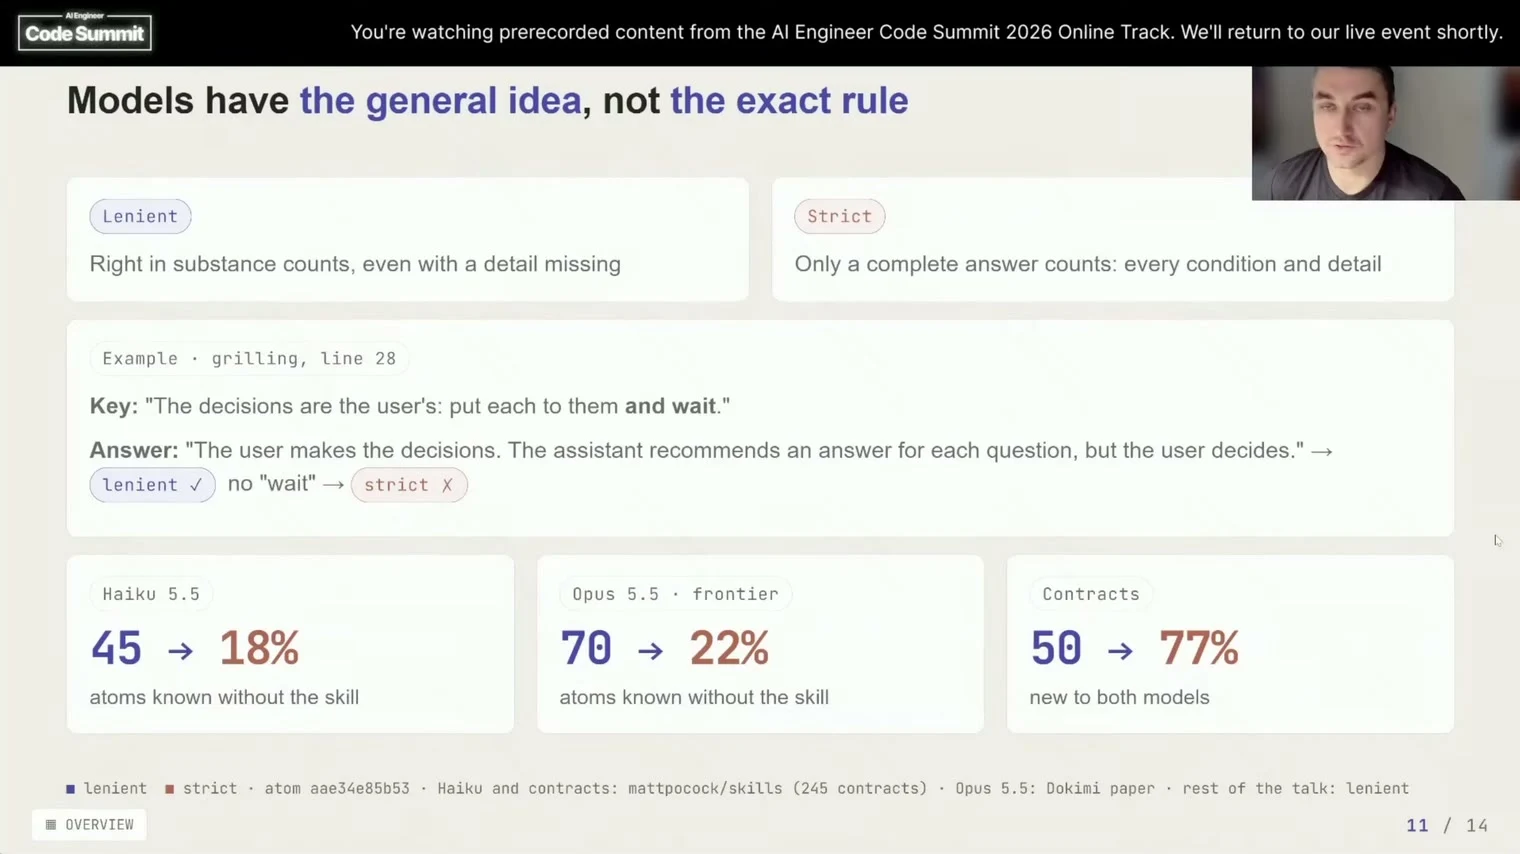 AI Engineer
Code Summit
You're watching prerecorded content from the AI Engineer Code Summit 2026 Online Track. We'll return to our live event shortly.
Models have the general idea, not the exact rule
Lenient
Right in substance counts, even with a detail missing
Strict
Only a complete answer counts: every condition and detail
Example · grilling, line 28
Key: "The decisions are the user's: put each to them and wait."
Answer: "The user makes the decisions. The assistant recommends an answer for each question, but the user decides." →
lenient ✓ no "wait" → strict ✗
Haiku 5.5
45 → 18%
atoms known without the skill
Opus 5.5 · frontier
70 → 22%
atoms known without the skill
Contracts
50 → 77%
new to both models
■ lenient ■ strict · atom aae34e85b53 · Haiku and contracts: mattpocock/skills (245 contracts) · Opus 5.5: Dokimi paper · rest of the talk: lenient
OVERVIEW
11 / 14